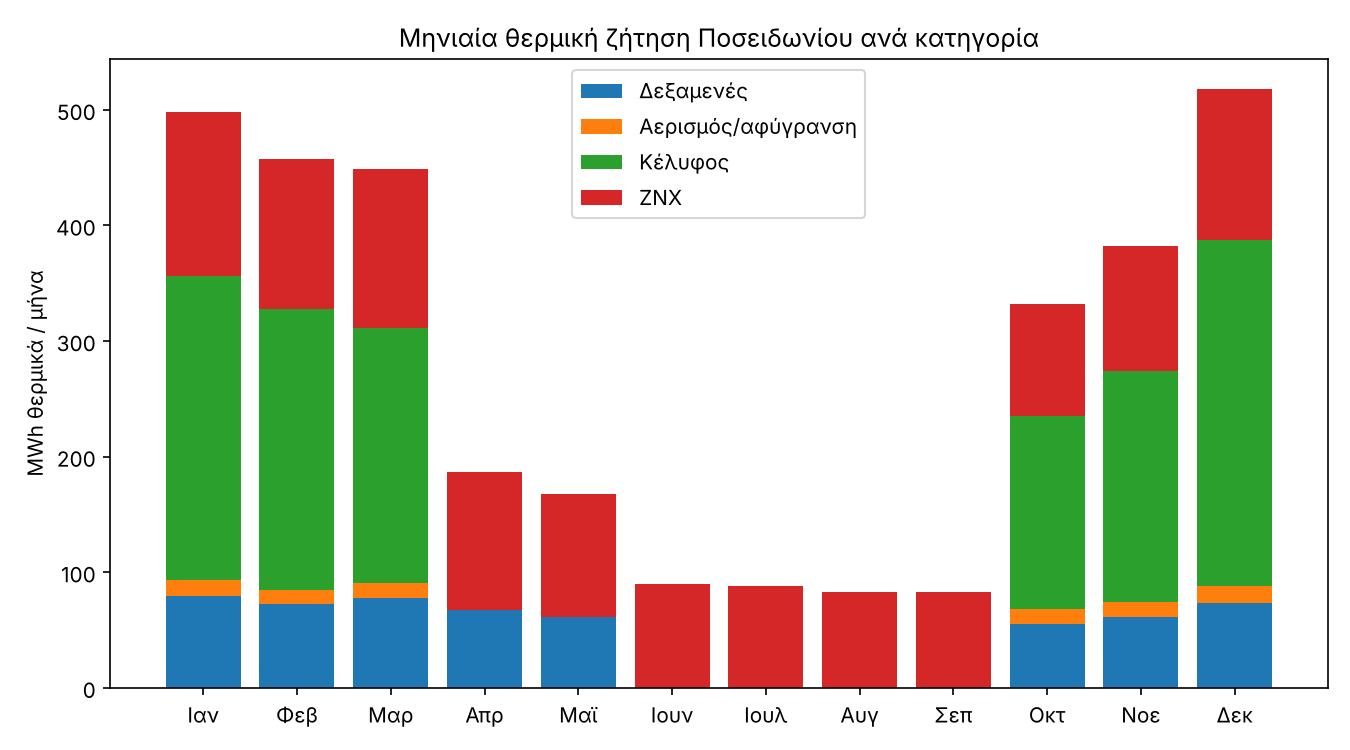 Μηνιαία θερμική ζήτηση Ποσειδωνίου ανά κατηγορία
Δεξαμενές
Αερισμός/αφύγρανση
Κέλυφος
ΖΝΧ
MWh θερμικά / μήνα
500
400
300
200
100
0
Ιαν Φεβ Μαρ Απρ Μαϊ Ιουν Ιουλ Αυγ Σεπ Οκτ Νοε Δεκ